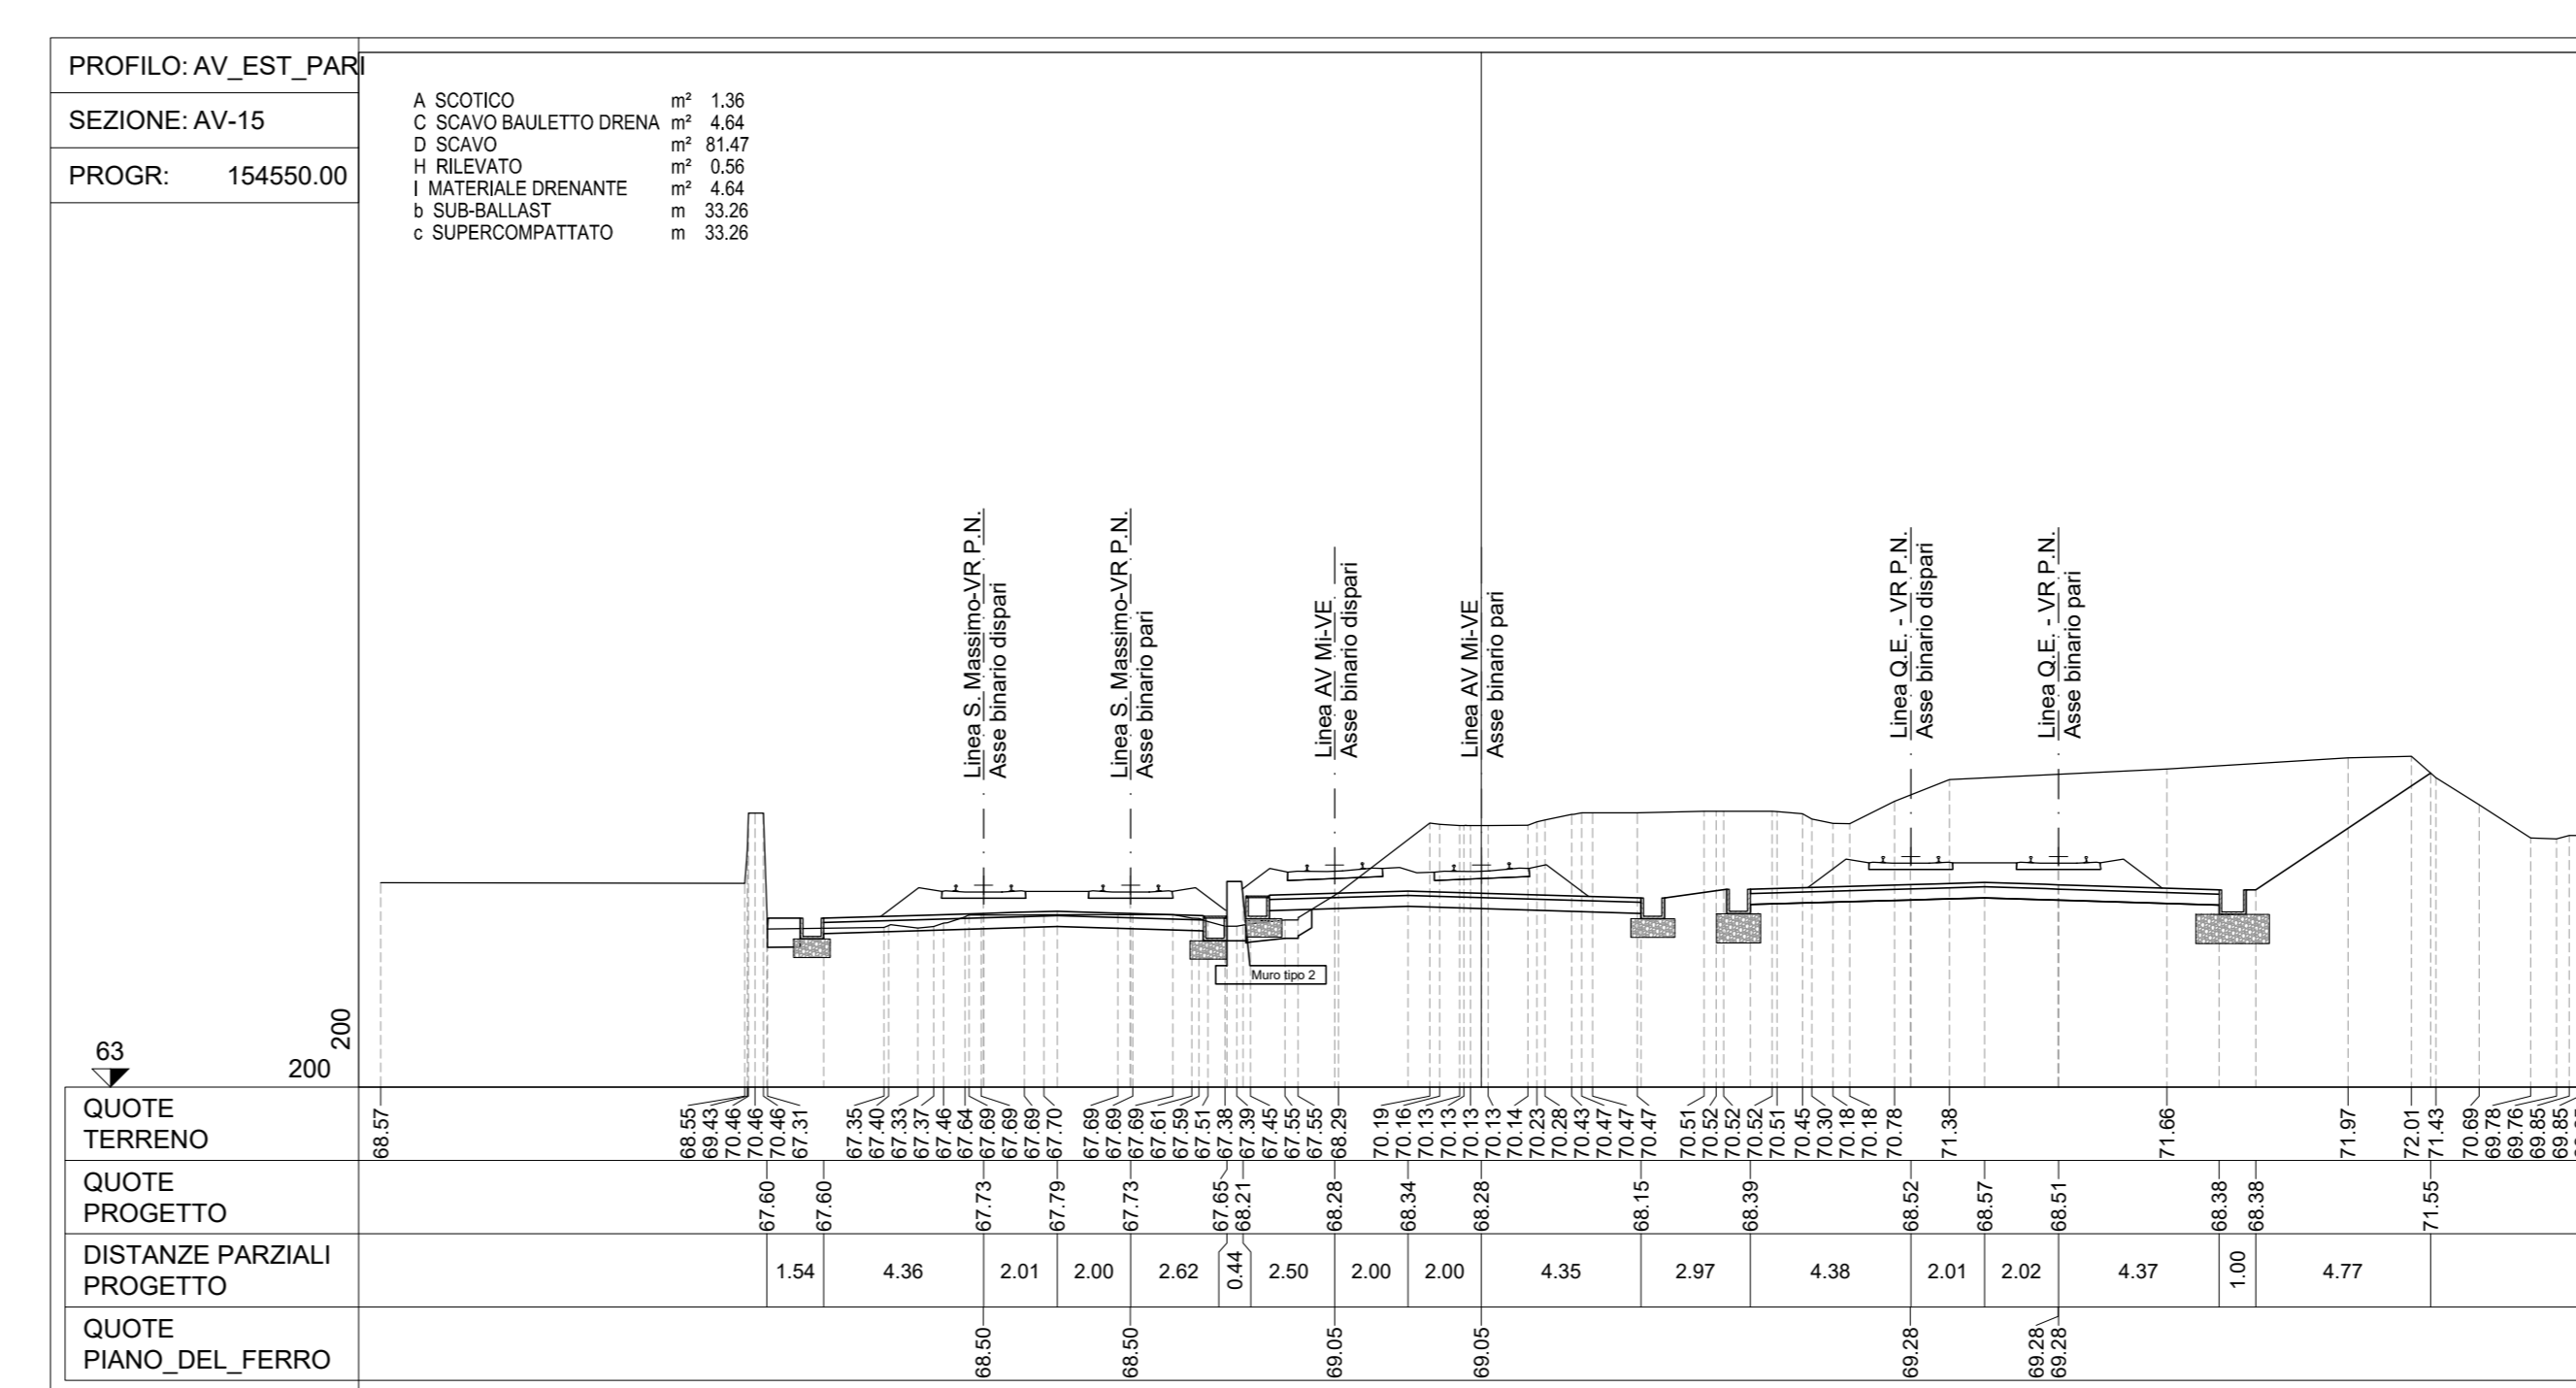 PROFILO: AV_EST_PARI
SEZIONE: AV-15
PROGR: 154550.00
A SCOTICO m² 1.36
C SCAVO BAULETTO DRENA m² 4.64
D SCAVO m² 81.47
H RILEVATO m² 0.56
I MATERIALE DRENANTE m² 4.64
b SUB-BALLAST m 33.26
c SUPERCOMPATTATO m 33.26
Linea S. Massimo-VR P.N.
Asse binario dispari
Linea S. Massimo-VR P.N.
Asse binario pari
Linea AV Mi-VE
Asse binario dispari
Linea AV Mi-VE
Asse binario pari
Linea Q.E. - VR P.N.
Asse binario dispari
Linea Q.E. - VR P.N.
Asse binario pari
Muro tipo 2
63
200
200
QUOTE
TERRENO
68.57 68.55 69.43 70.46 70.46 70.46 67.31 67.35 67.40 67.33 67.37 67.46 67.64 67.69 67.69 67.69 67.70 67.69 67.69 67.69 67.61 67.59 67.51 67.38 67.39 67.45 67.55 67.55 68.29 70.19 70.16 70.13 70.13 70.13 70.13 70.14 70.23 70.28 70.43 70.47 70.47 70.47 70.51 70.52 70.52 70.52 70.51 70.45 70.30 70.18 70.18 70.78 71.38 71.66 71.97 72.01 71.43 70.69 69.78 69.76 69.85 69.85
QUOTE
PROGETTO
67.60 67.60 67.73 67.79 67.73 67.65 68.21 68.28 68.34 68.28 68.15 68.39 68.52 68.57 68.51 68.38 68.38 71.55
DISTANZE PARZIALI
PROGETTO
1.54 4.36 2.01 2.00 2.62 0.44 2.50 2.00 2.00 4.35 2.97 4.38 2.01 2.02 4.37 1.00 4.77
QUOTE
PIANO_DEL_FERRO
68.50 68.50 69.05 69.05 69.28 69.28 69.28